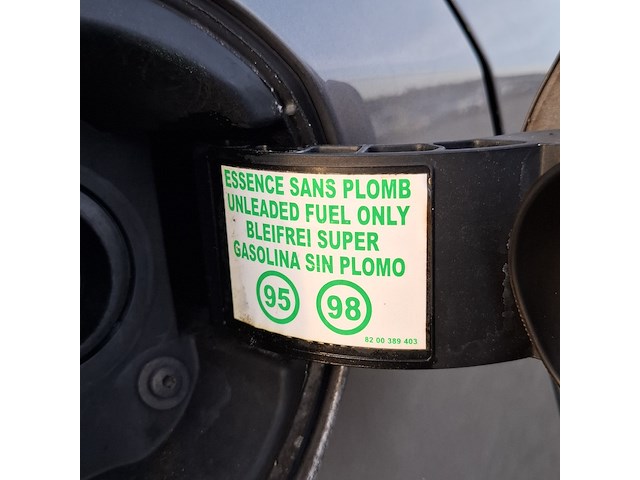 ESSENCE SANS PLOMB
UNLEADED FUEL ONLY
BLEIFREI SUPER
GASOLINA SIN PLOMO
95 98
82 00 389 403